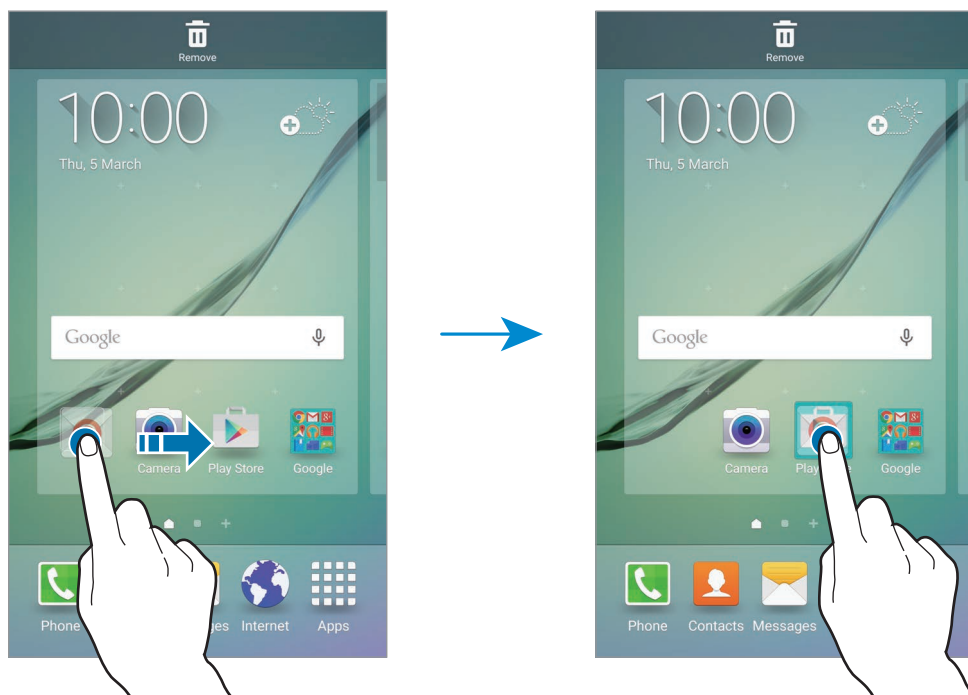 Remove
10:00
Thu, 5 March
Google
Camera
Play Store
Google
Phone
Internet
Apps
Remove
10:00
Thu, 5 March
Google
Camera
Google
Phone
Contacts
Messages